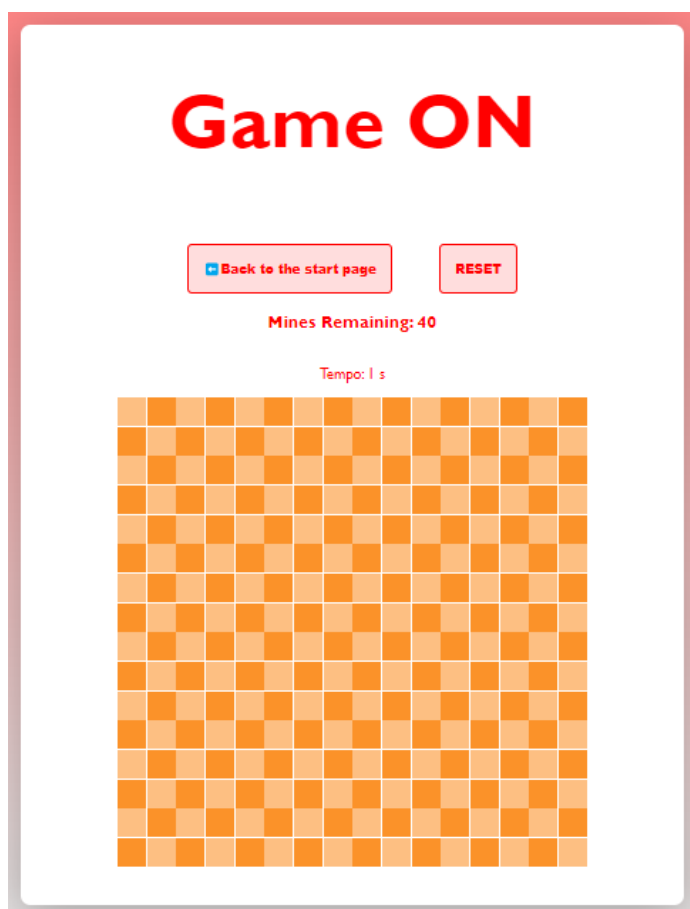 Game ON
⬅️Back to the start page
RESET
Mines Remaining: 40
Tempo: 1 s